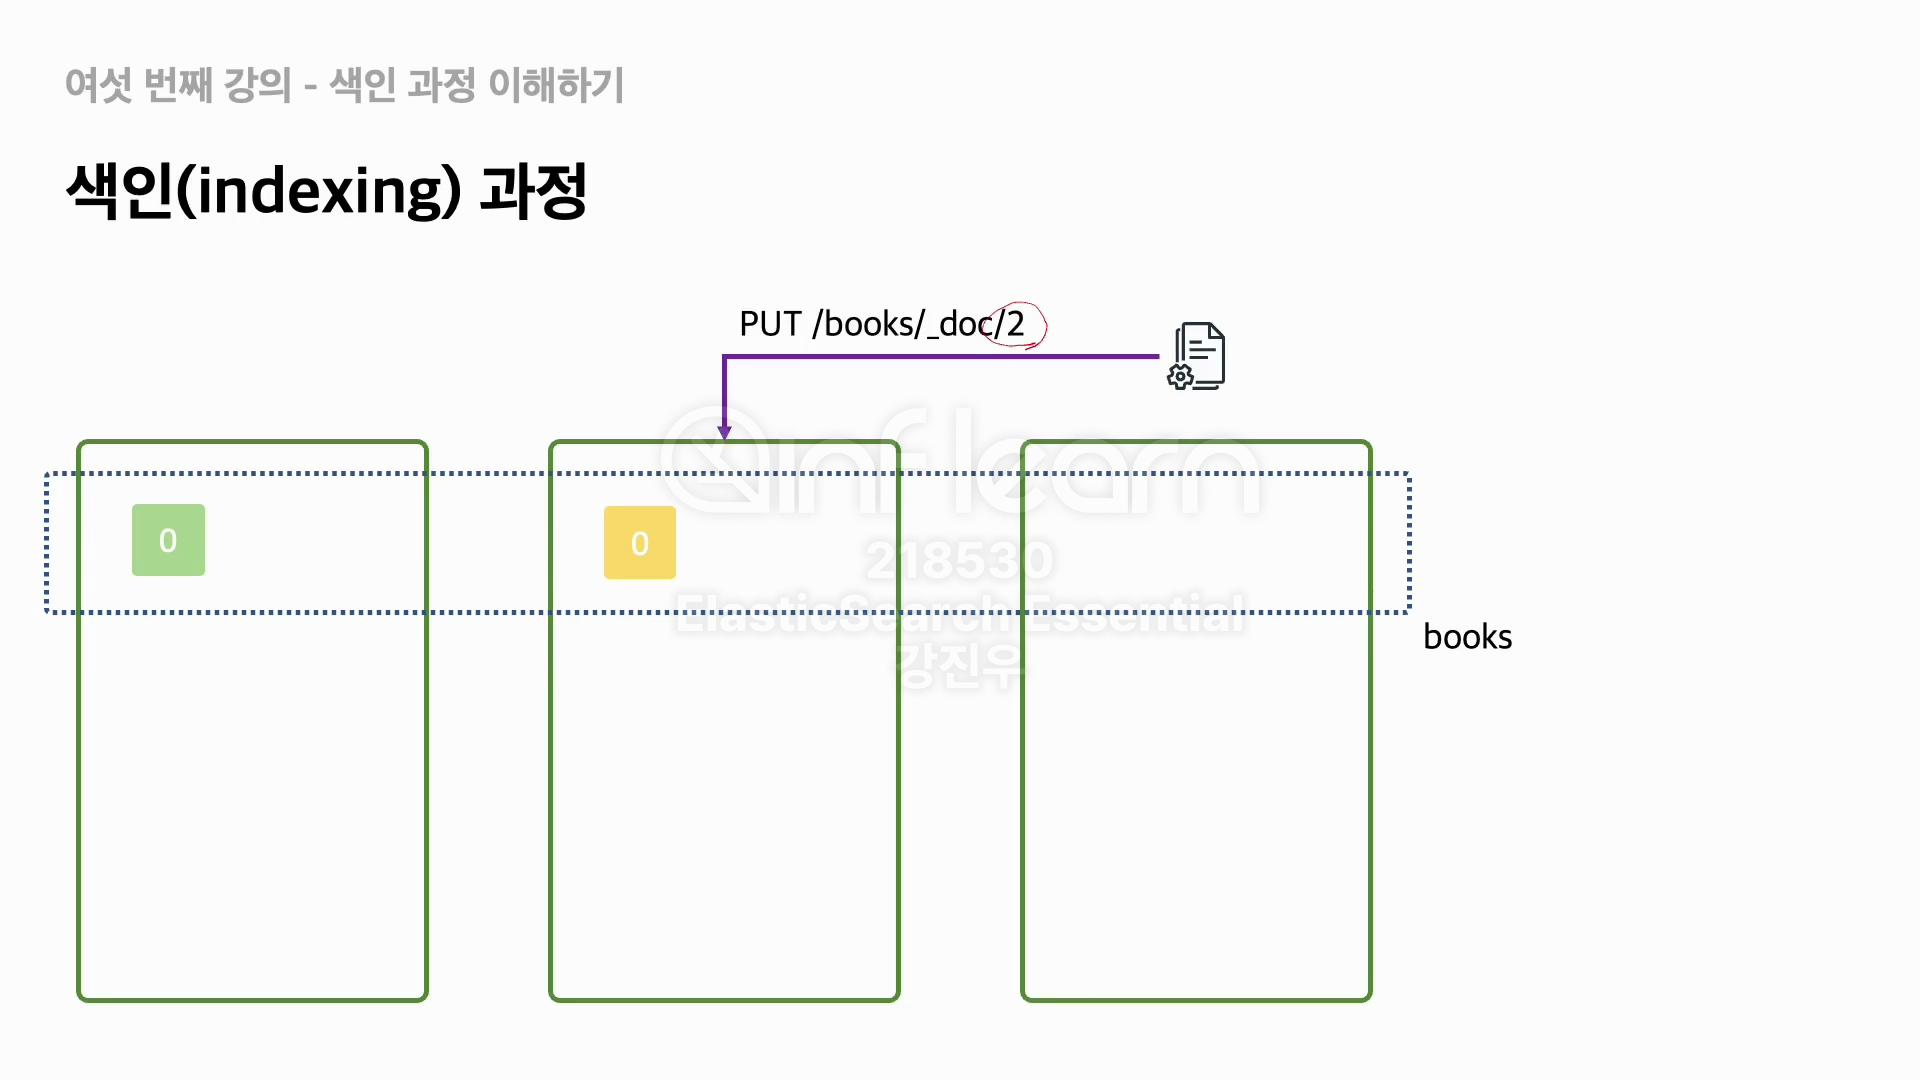 여섯 번째 강의 - 색인 과정 이해하기
색인(indexing) 과정
PUT /books/_doc/2
inflearn
0
0
218530
ElasticSearch Essential
books
강진우